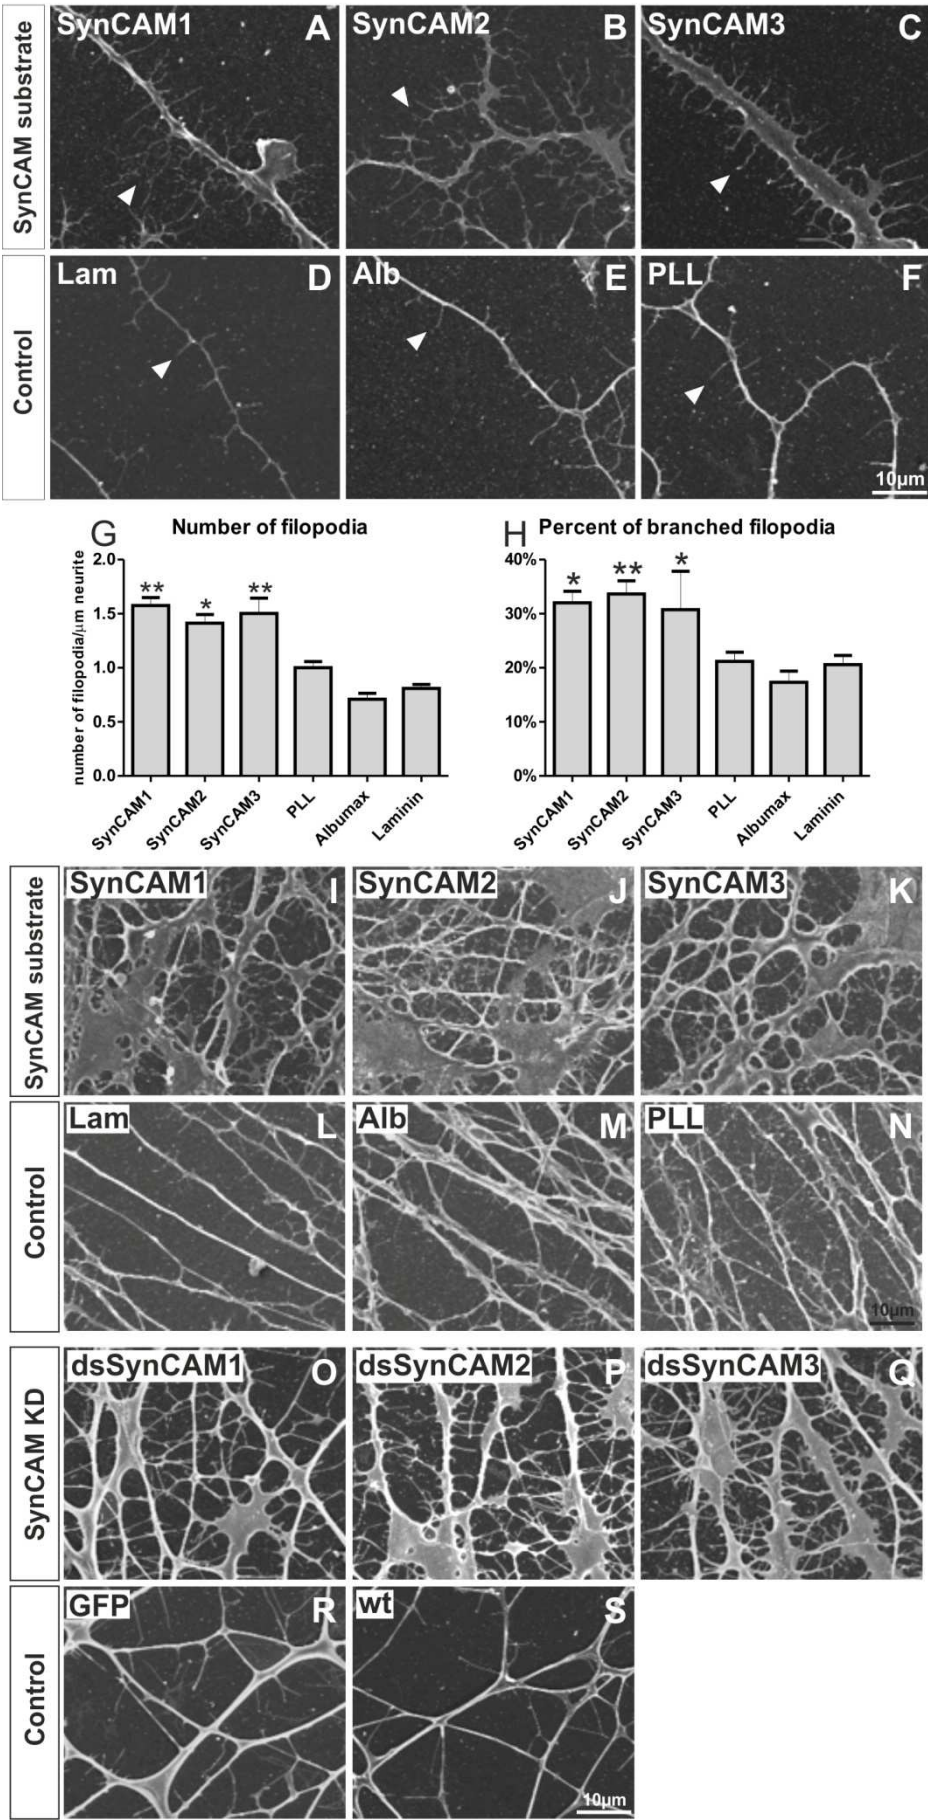 SynCAM substrate
SynCAM1 A
SynCAM2 B
SynCAM3 C
Control
Lam D
Alb E
PLL F
10µm
G Number of filopodia
number of filopodia/µm neurite
2.0
1.5
1.0
0.5
0.0
** * **
SynCAM1
SynCAM2
SynCAM3
PLL
Albumax
Laminin
H Percent of branched filopodia
40%
30%
20%
10%
0%
* ** *
SynCAM1
SynCAM2
SynCAM3
PLL
Albumax
Laminin
SynCAM substrate
SynCAM1 I
SynCAM2 J
SynCAM3 K
Control
Lam L
Alb M
PLL N
10µm
SynCAM KD
dsSynCAM1 O
dsSynCAM2 P
dsSynCAM3 Q
Control
GFP R
wt S
10µm